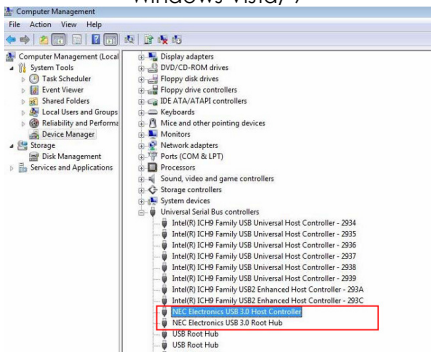 Windows Vista/ 7
Computer Management
File Action View Help
Computer Management (Local
System Tools
Task Scheduler
Event Viewer
Shared Folders
Local Users and Groups
Reliability and Performa
Device Manager
Storage
Disk Management
Services and Applications
Display adapters
DVD/CD-ROM drives
Floppy disk drives
Floppy drive controllers
IDE ATA/ATAPI controllers
Keyboards
Mice and other pointing devices
Monitors
Network adapters
Ports (COM & LPT)
Processors
Sound, video and game controllers
Storage controllers
System devices
Universal Serial Bus controllers
Intel(R) ICH9 Family USB Universal Host Controller - 2934
Intel(R) ICH9 Family USB Universal Host Controller - 2935
Intel(R) ICH9 Family USB Universal Host Controller - 2936
Intel(R) ICH9 Family USB Universal Host Controller - 2937
Intel(R) ICH9 Family USB Universal Host Controller - 2938
Intel(R) ICH9 Family USB Universal Host Controller - 2939
Intel(R) ICH9 Family USB2 Enhanced Host Controller - 293A
Intel(R) ICH9 Family USB2 Enhanced Host Controller - 293C
NEC Electronics USB 3.0 Host Controller
NEC Electronics USB 3.0 Root Hub
USB Root Hub
USB Root Hub